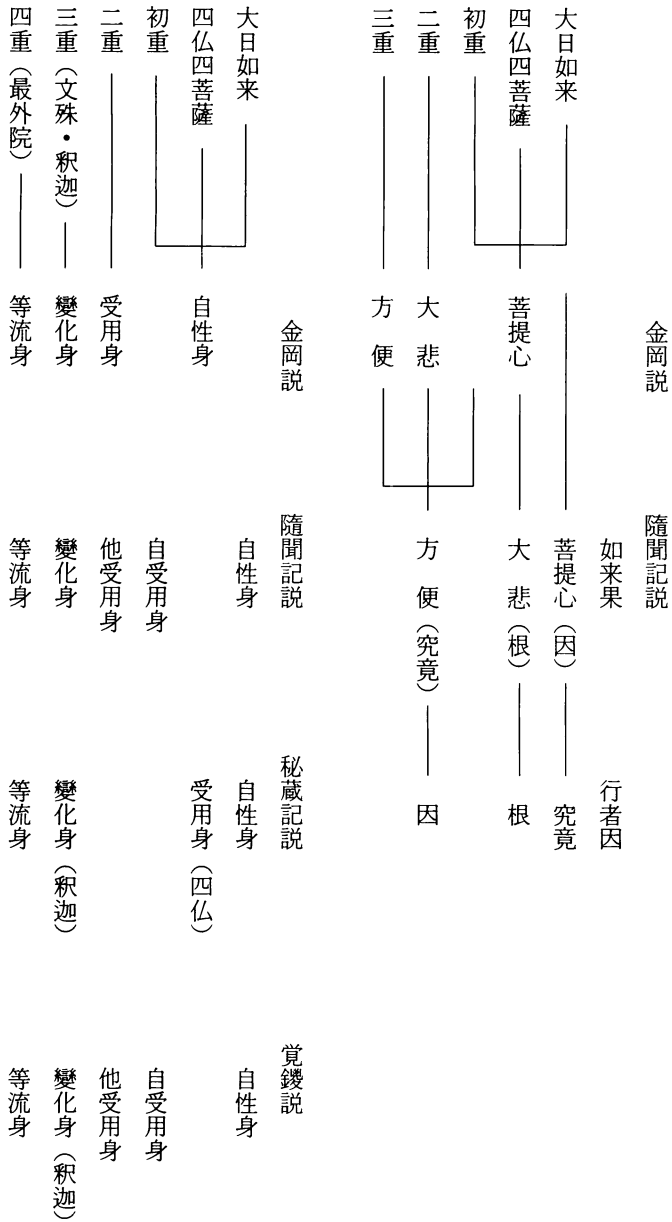 金岡説 隨聞記説
如来果 行者因
大日如来 菩提心（因） 究竟
四仏四菩薩 菩提心 大悲（根） 根
初重
二重 大悲 方便（究竟） 因
三重 方便
金岡説 隨聞記説 秘蔵記説 覚鑁説
大日如来 自性身 自性身 自性身
四仏四菩薩 自性身 受用身（四仏）
初重 自受用身 自受用身
二重 受用身 他受用身 他受用身
三重（文殊・釈迦） 變化身 變化身 變化身（釈迦） 變化身（釈迦）
四重（最外院） 等流身 等流身 等流身 等流身